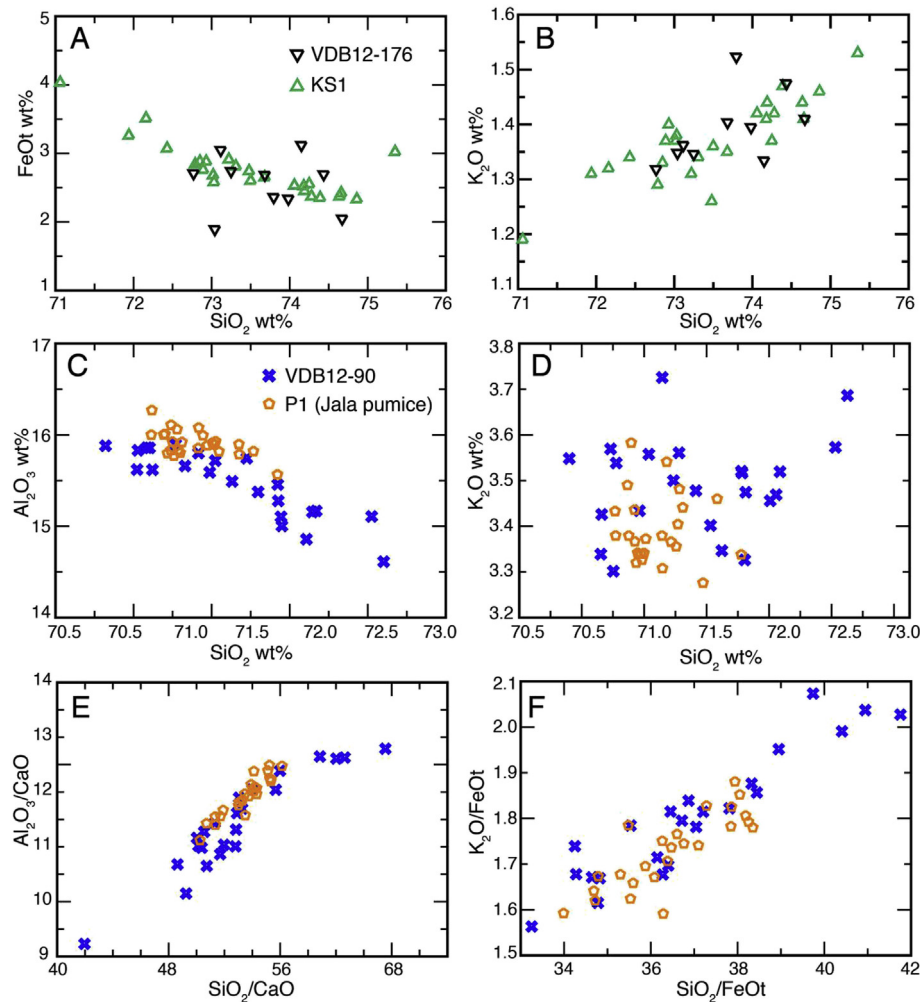 A
VDB12-176
KS1
5
4
3
2
1
FeOt wt%
71 72 73 74 75 76
SiO₂ wt%
B
1.6
1.5
1.4
1.3
1.2
1.1
K₂O wt%
71 72 73 74 75 76
SiO₂ wt%
C
VDB12-90
P1 (Jala pumice)
17
16
15
14
Al₂O₃ wt%
70.5 70.5 71.0 71.5 72.0 72.5 73.0
SiO₂ wt%
D
3.8
3.7
3.6
3.5
3.4
3.3
3.2
K₂O wt%
70.5 70.5 71.0 71.5 72.0 72.5 73.0
SiO₂ wt%
E
14
13
12
11
10
9
Al₂O₃/CaO
40 48 56 64
SiO₂/CaO
F
2.1
2.0
1.9
1.8
1.7
1.6
1.5
K₂O/FeOt
34 36 38 40 42
SiO₂/FeOt